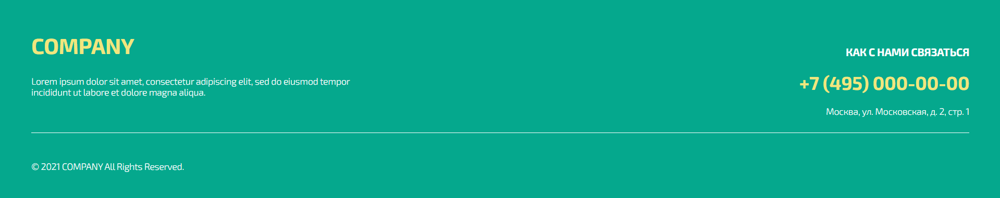 COMPANY
Lorem ipsum dolor sit amet, consectetur adipiscing elit, sed do eiusmod tempor
incididunt ut labore et dolore magna aliqua.
КАК С НАМИ СВЯЗАТЬСЯ
+7 (495) 000-00-00
Москва, ул. Московская, д. 2, стр. 1
© 2021 COMPANY All Rights Reserved.